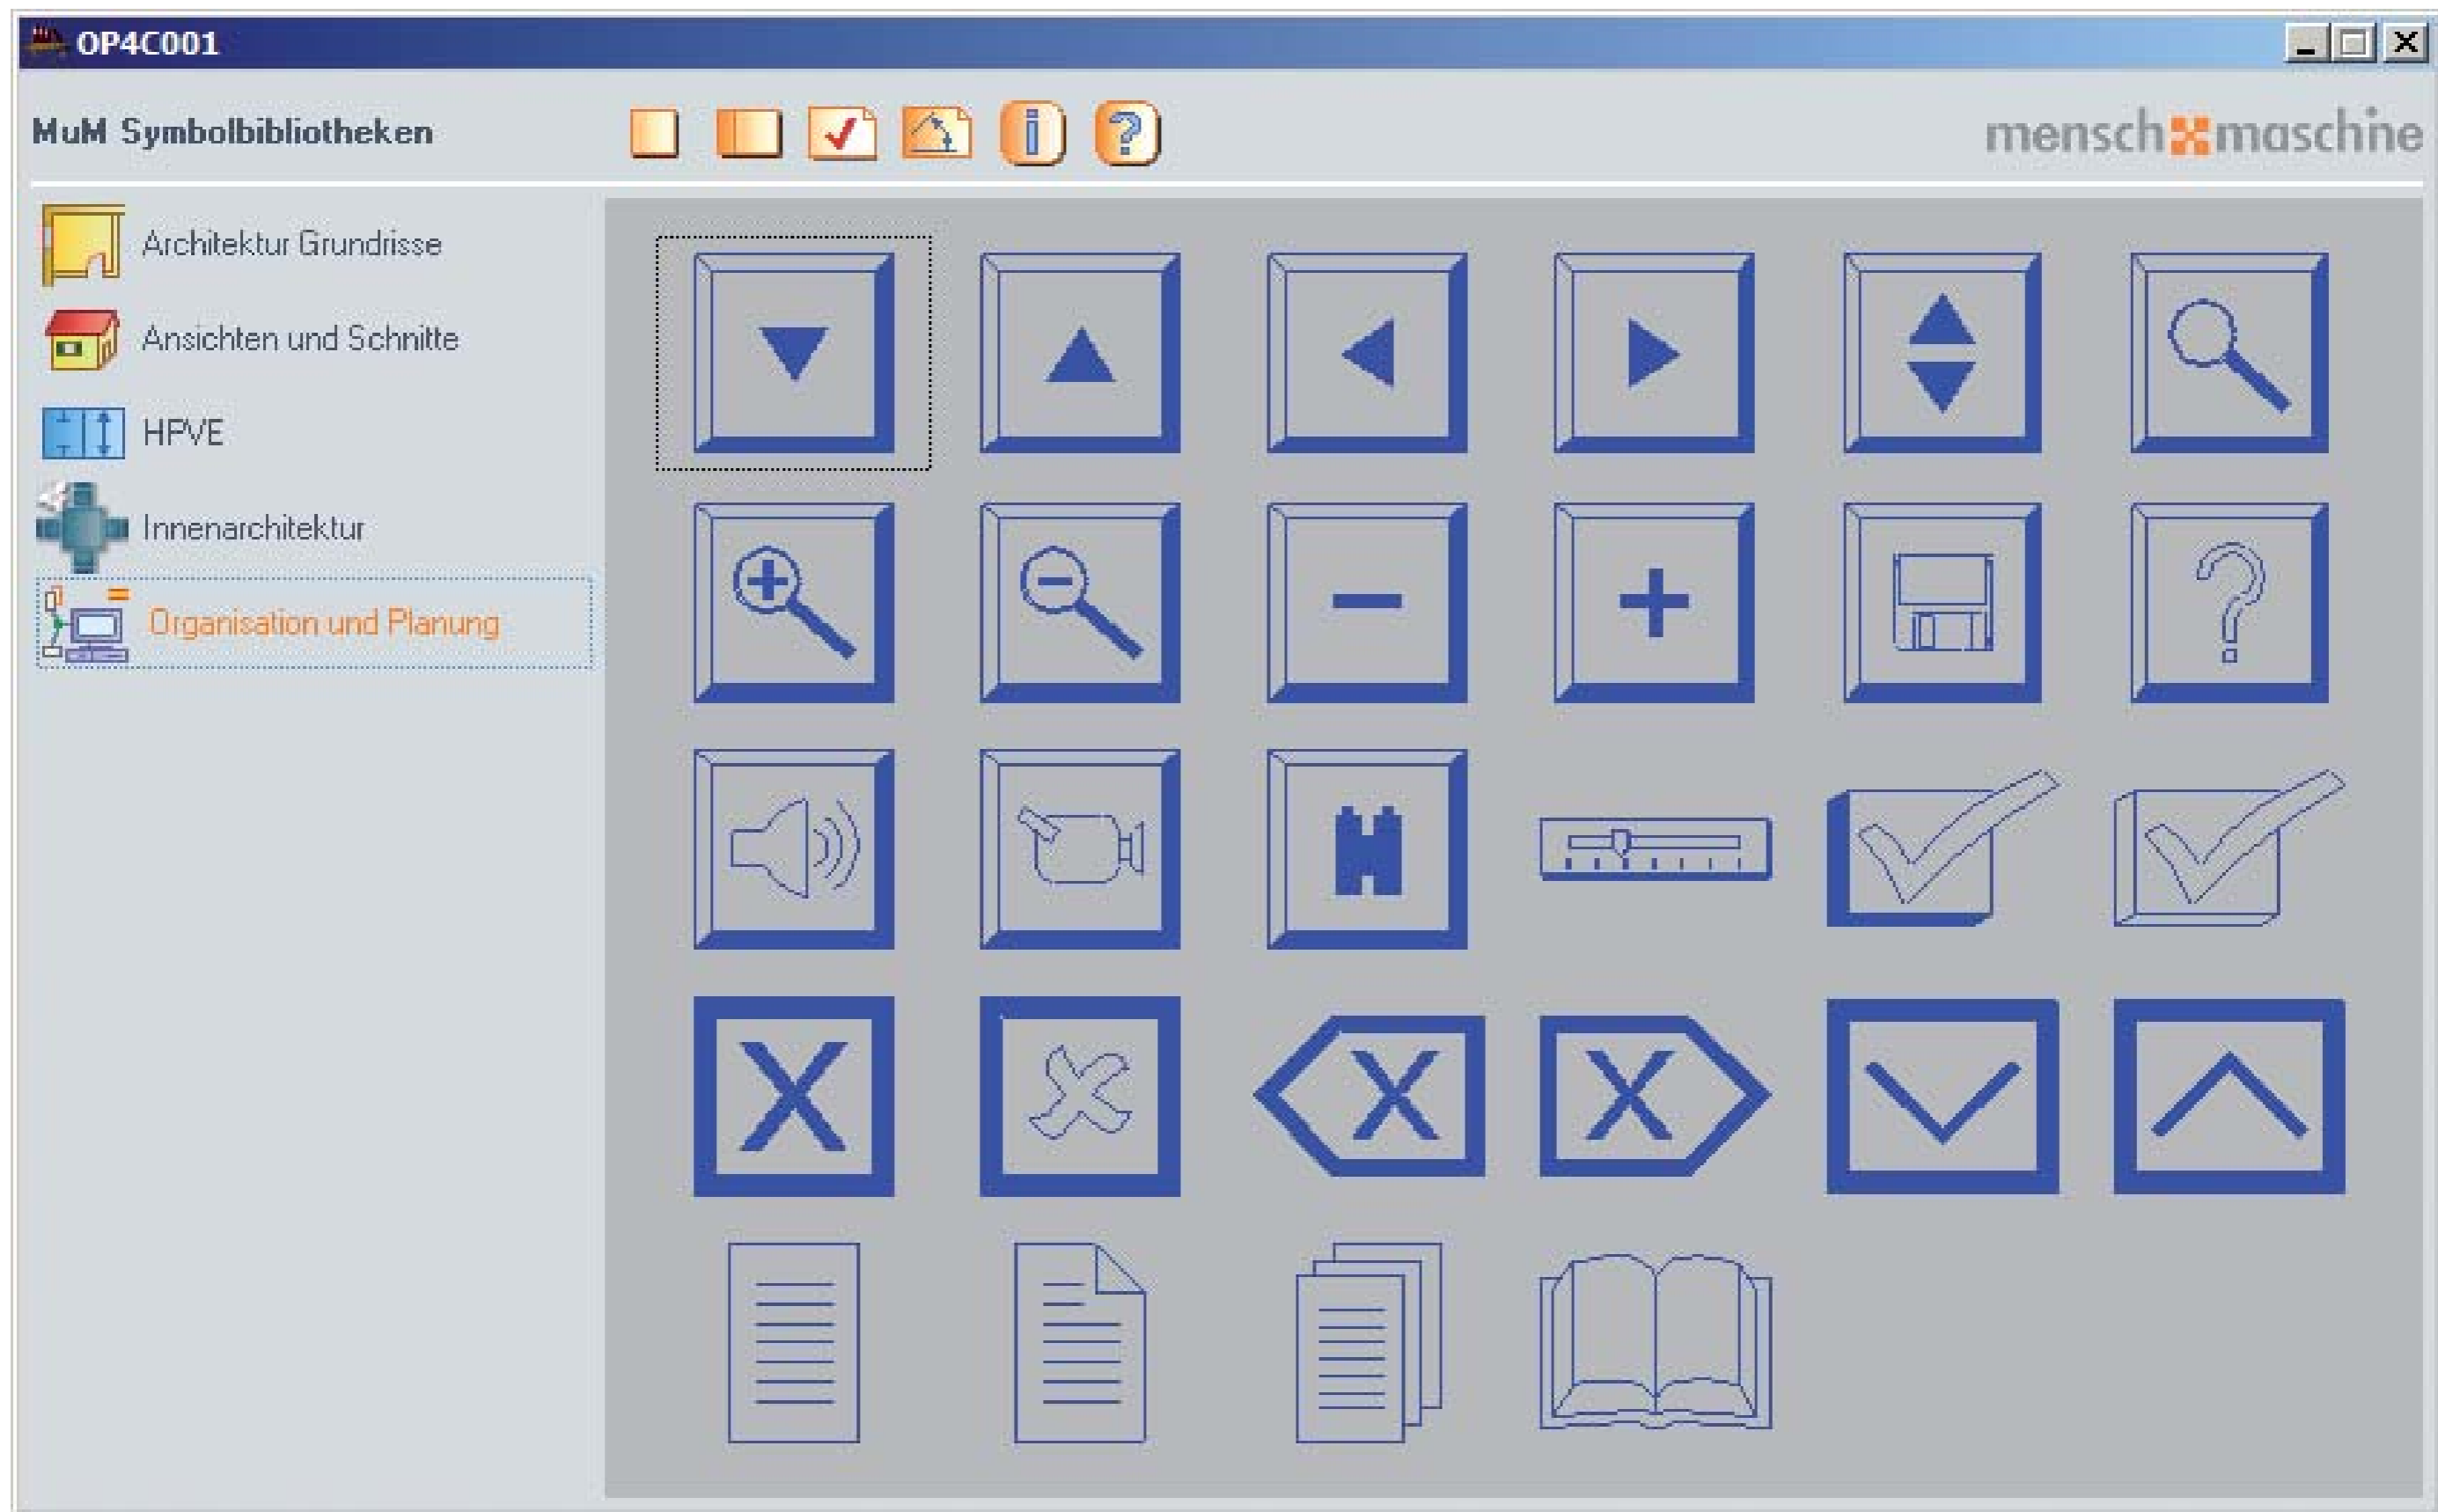 OP4C001
MuM Symbolbibliotheken
mensch maschine
Architektur Grundrisse
Ansichten und Schnitte
HPVE
Innenarchitektur
Organisation und Planung